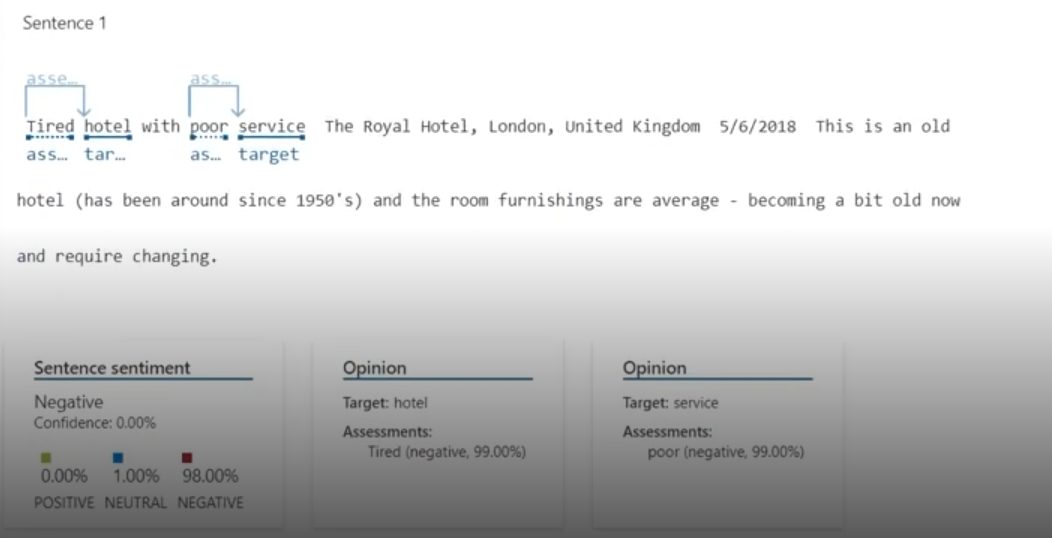 Sentence 1
asse... ass...
Tired hotel with poor service The Royal Hotel, London, United Kingdom 5/6/2018 This is an old
ass... tar... as... target
hotel (has been around since 1950's) and the room furnishings are average - becoming a bit old now
and require changing.
Sentence sentiment
Negative
Confidence: 0.00%
0.00% 1.00% 98.00%
POSITIVE NEUTRAL NEGATIVE
Opinion
Target: hotel
Assessments:
Tired (negative, 99.00%)
Opinion
Target: service
Assessments:
poor (negative, 99.00%)